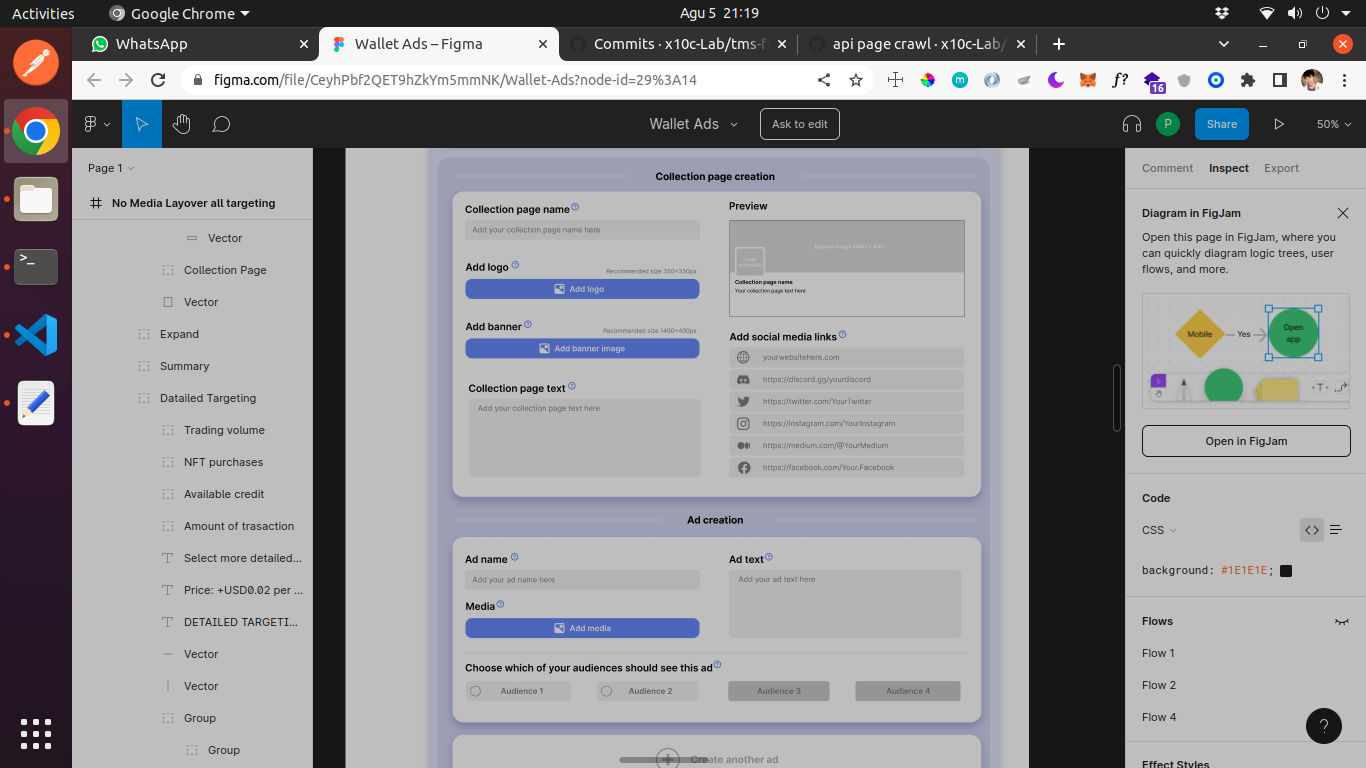 Activities
Google Chrome
Agu 5 21:19
WhatsApp
Wallet Ads – Figma
Commits · x10c-Lab/tms-f
api page crawl · x10c-Lab/
figma.com/file/CeyhPbf2QET9hZkYm5mmNK/Wallet-Ads?node-id=29%3A14
16
Wallet Ads
Ask to edit
P
Share
50%
Page 1
No Media Layover all targeting
Vector
Collection Page
Vector
Expand
Summary
Datailed Targeting
Trading volume
NFT purchases
Available credit
Amount of trasaction
Select more detailed...
Price: +USD0.02 per ...
DETAILED TARGETI...
Vector
Vector
Group
Group
Collection page creation
Collection page name
Add your collection page name here
Add logo
Recommended size 350×350px
Add logo
Add banner
Recommended size 1400×400px
Add banner image
Collection page text
Add your collection page text here
Preview
Banner image 1400 × 400
Collection page name
Your collection page text here
Add social media links
yourwebsitehere.com
https://discord.gg/yourdiscord
https://twitter.com/YourTwitter
https://instagram.com/YourInstagram
https://medium.com/@YourMedium
https://facebook.com/Your.Facebook
Ad creation
Ad name
Add your ad name here
Media
Add media
Ad text
Add your ad text here
Choose which of your audiences should see this ad
Audience 1
Audience 2
Audience 3
Audience 4
Create another ad
Comment
Inspect
Export
Diagram in FigJam
Open this page in FigJam, where you
can quickly diagram logic trees, user
flows, and more.
Mobile
Yes
Open
app
Open in FigJam
Code
CSS
background: #1E1E1E;
Flows
Flow 1
Flow 2
Flow 4
Effect Styles